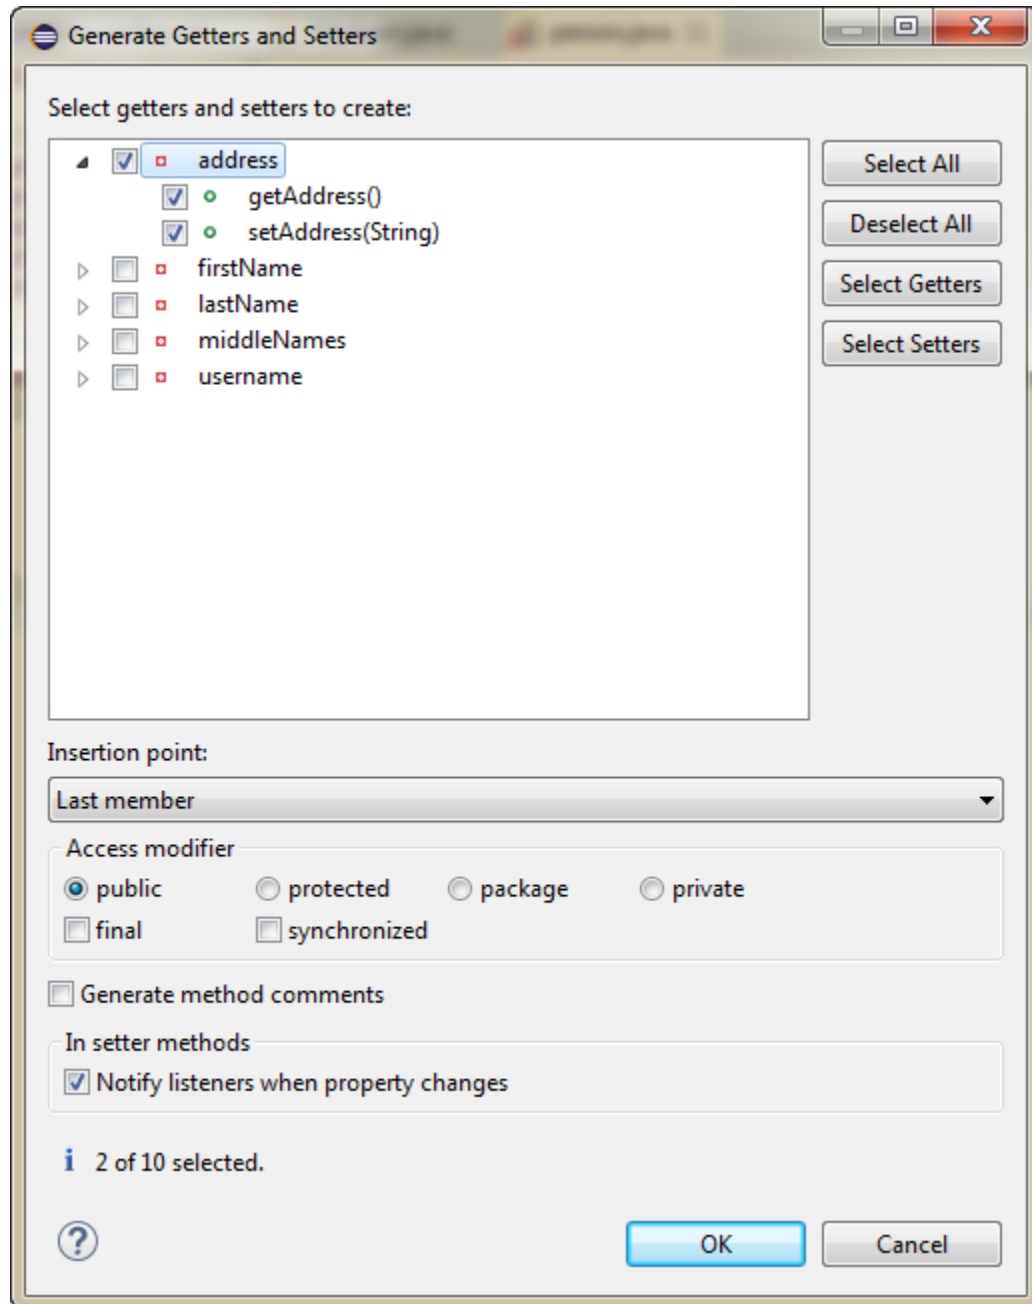 Generate Getters and Setters
Select getters and setters to create:
address
getAddress()
setAddress(String)
firstName
lastName
middleNames
username
Select All
Deselect All
Select Getters
Select Setters
Insertion point:
Last member
Access modifier
public protected package private
final synchronized
Generate method comments
In setter methods
Notify listeners when property changes
i 2 of 10 selected.
?
OK Cancel